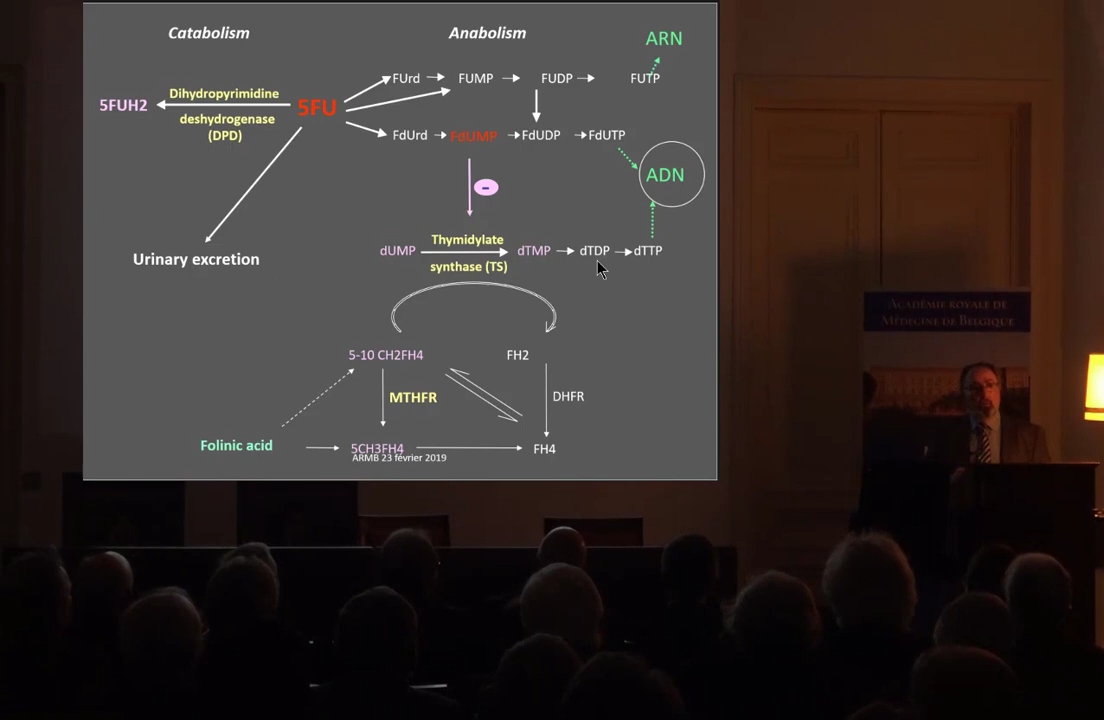 Catabolism
Anabolism
ARN
FUrd
FUMP
FUDP
FUTP
Dihydropyrimidine
5FUH2
5FU
deshydrogenase
(DPD)
FdUrd
FdUMP
FdUDP
FdUTP
ADN
-
Thymidylate
dUMP
dTMP
dTDP
dTTP
Urinary excretion
synthase (TS)
5-10 CH2FH4
FH2
MTHFR
DHFR
Folinic acid
5CH3FH4
FH4
ARMB 23 février 2019
Académie royale de
Médecine de Belgique